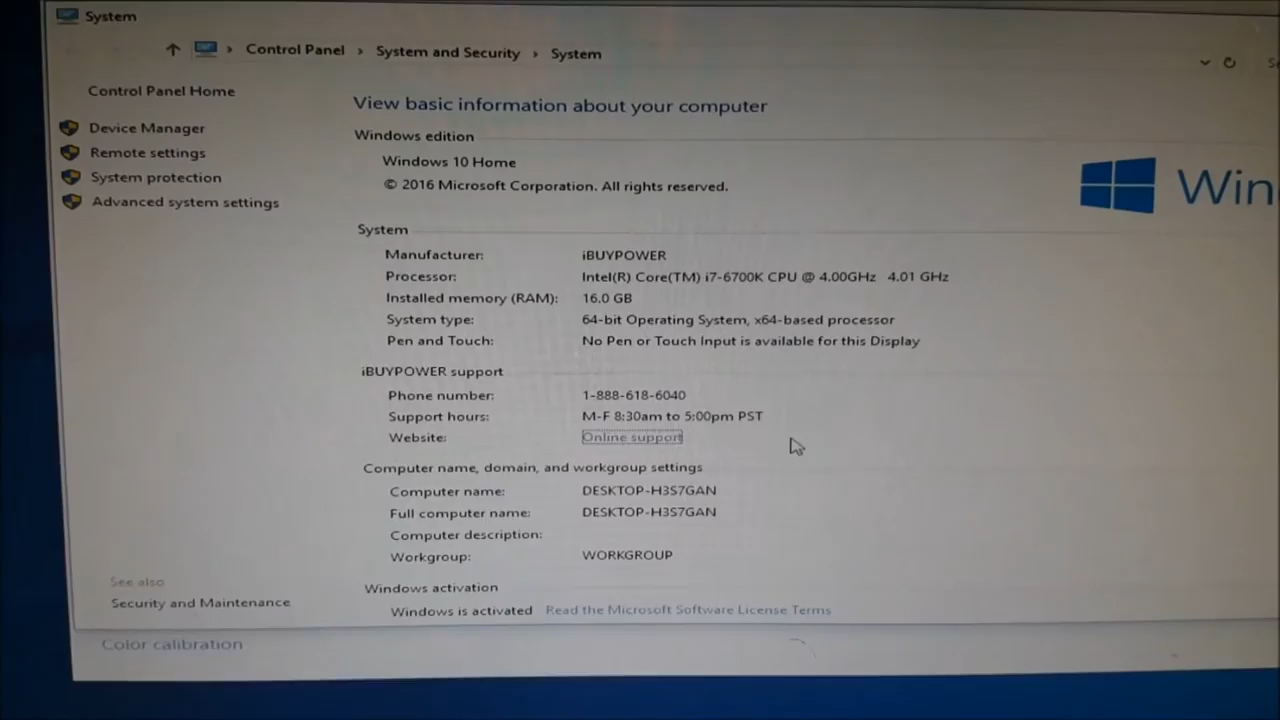 System
Control Panel > System and Security > System
Control Panel Home
Device Manager
Remote settings
System protection
Advanced system settings
View basic information about your computer
Windows edition
Windows 10 Home
© 2016 Microsoft Corporation. All rights reserved.
Win
System
Manufacturer: iBUYPOWER
Processor: Intel(R) Core(TM) i7-6700K CPU @ 4.00GHz 4.01 GHz
Installed memory (RAM): 16.0 GB
System type: 64-bit Operating System, x64-based processor
Pen and Touch: No Pen or Touch Input is available for this Display
iBUYPOWER support
Phone number: 1-888-618-6040
Support hours: M-F 8:30am to 5:00pm PST
Website: Online support
Computer name, domain, and workgroup settings
Computer name: DESKTOP-H3S7GAN
Full computer name: DESKTOP-H3S7GAN
Computer description:
Workgroup: WORKGROUP
Windows activation
Windows is activated Read the Microsoft Software License Terms
See also
Security and Maintenance
Color calibration